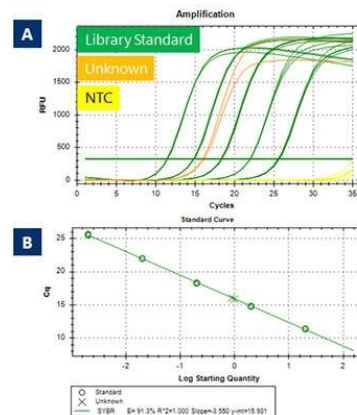 Amplification
A
Library Standard
Unknown
NTC
RFU
2000
1500
1000
500
0
0 5 10 15 20 25 30 35
Cycles
Standard Curve
B
Cq
25
20
15
10
-2 -1 0 1 2
Log Starting Quantity
Standard
Unknown
SYBR E= 91.3% R^2=1.000 Slope=-3.550 y-int=15.931